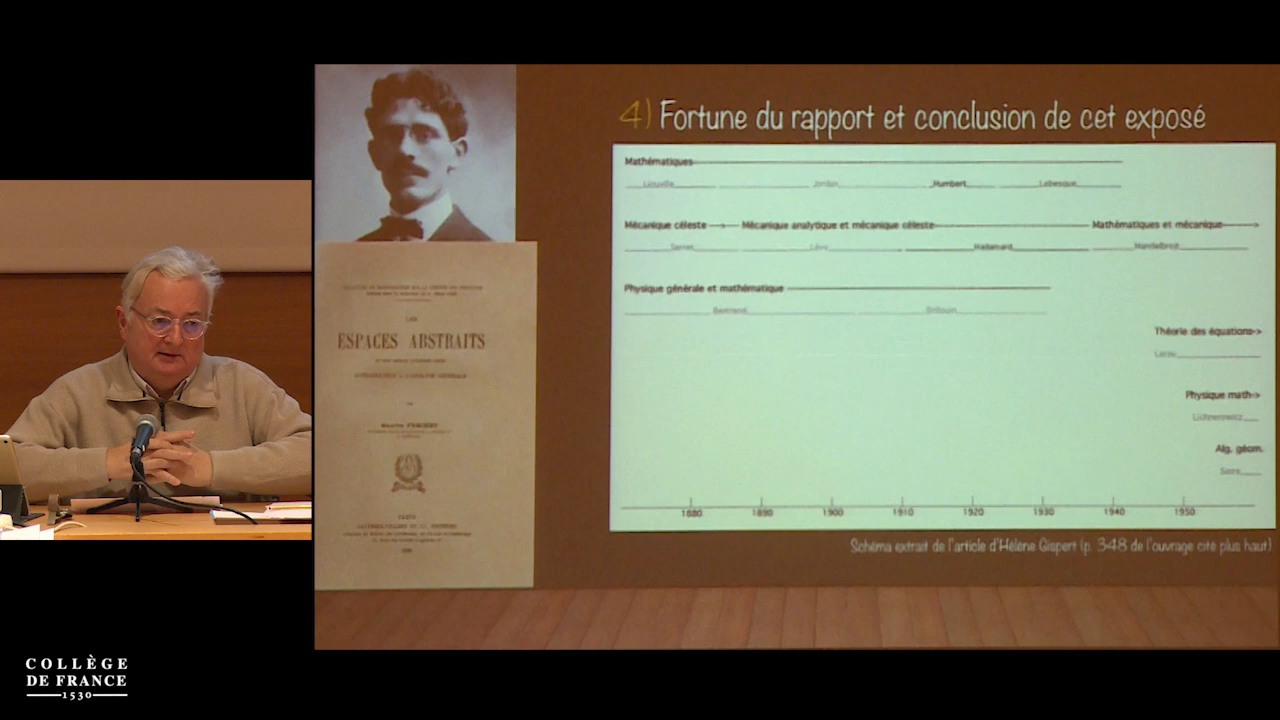 4) Fortune du rapport et conclusion de cet exposé
Mathématiques
Liouville Jordan Humbert Lebesgue
Mécanique céleste Mécanique analytique et mécanique céleste Mathématiques et mécanique
Serret Lévy Hadamard Mandelbrojt
Physique générale et mathématique
Bertrand Brillouin
Théorie des équations->
Leray
Physique math->
Lichnerowicz
Alg. géom.
Serre
1880 1890 1900 1910 1920 1930 1940 1950
Schéma extrait de l'article d'Hélène Gispert (p. 348 de l'ouvrage cité plus haut)
LES
ESPACES ABSTRAITS
PAR
PARIS
COLLÈGE
DE FRANCE
1530